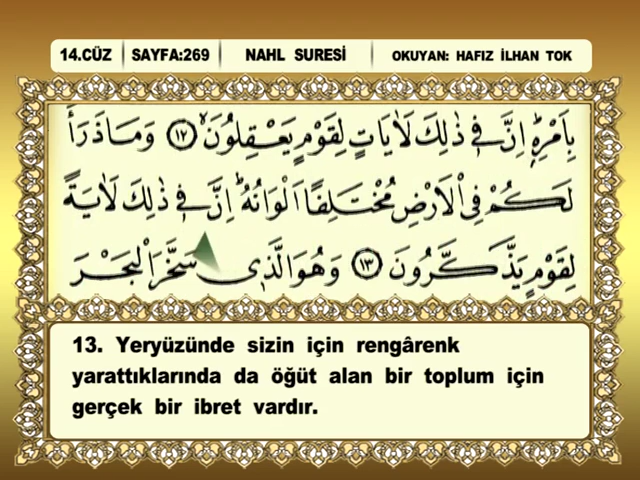 14.CÜZ SAYFA:269 NAHL SURESİ OKUYAN: HAFIZ İLHAN TOK
بِاَمْرِهٖۜ اِنَّ فٖي ذٰلِكَ لَاٰيَاتٍ لِقَوْمٍ يَعْقِلُونَۙ ﴿١٢﴾ وَمَا ذَرَاَ
لَكُمْ فِي الْاَرْضِ مُخْتَلِفًا اَلْوَانُهُۜ اِنَّ فٖي ذٰلِكَ لَاٰيَةً
لِقَوْمٍ يَذَّكَّرُونَ ﴿١٣﴾ وَهُوَ الَّذٖي سَخَّرَ الْبَحْرَ
13. Yeryüzünde sizin için rengârenk
yarattıklarında da öğüt alan bir toplum için
gerçek bir ibret vardır.